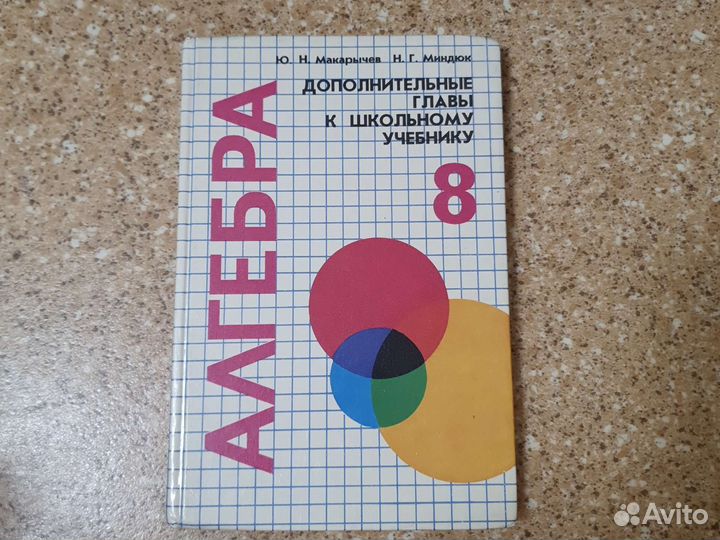 Ю. Н. Макарычев Н. Г. Миндюк
ДОПОЛНИТЕЛЬНЫЕ
ГЛАВЫ
К ШКОЛЬНОМУ
УЧЕБНИКУ
8
АЛГЕБРА
Avito